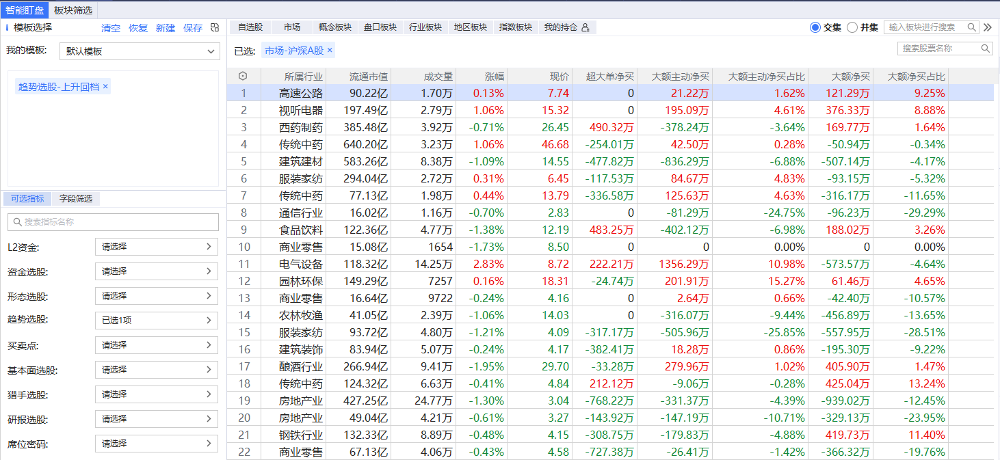 智能盯盘 板块筛选
模板选择 清空 恢复 新建 保存
自选股 市场 概念板块 盘口板块 行业板块 地区板块 指数板块 我的持仓 交集 并集 输入板块进行搜索
我的模板: 默认模板
已选: 市场-沪深A股 × 搜索股票名称
趋势选股-上升回档 ×
可选指标 字段筛选
搜索指标名称
L2资金: 请选择
资金选股: 请选择
形态选股: 请选择
趋势选股: 已选1项
买卖点: 请选择
基本面选股: 请选择
猎手选股: 请选择
研报选股: 请选择
席位密码: 请选择
所属行业 流通市值 成交量 涨幅 现价 超大单净买 大额主动净买 大额主动净买占比 大额净买 大额净买占比
1 高速公路 90.22亿 1.70万 0.13% 7.74 0 21.22万 1.62% 121.29万 9.25%
2 视听电器 197.49亿 2.79万 1.06% 15.32 0 195.09万 4.61% 376.33万 8.88%
3 西药制药 385.48亿 3.92万 -0.71% 26.45 490.32万 -378.24万 -3.64% 169.77万 1.64%
4 传统中药 640.20亿 3.23万 1.06% 46.68 -254.01万 42.50万 0.28% -50.94万 -0.34%
5 建筑建材 583.26亿 8.38万 -1.09% 14.55 -477.82万 -836.29万 -6.88% -507.14万 -4.17%
6 服装家纺 294.04亿 2.72万 0.31% 6.45 -117.53万 84.67万 4.83% -93.15万 -5.32%
7 传统中药 77.13亿 1.98万 0.44% 13.79 -336.58万 125.63万 4.63% -316.17万 -11.65%
8 通信行业 16.02亿 1.16万 -0.70% 2.83 0 -81.29万 -24.75% -96.23万 -29.29%
9 食品饮料 122.36亿 4.77万 -1.38% 12.19 483.25万 -402.12万 -6.98% 188.02万 3.26%
10 商业零售 15.08亿 1654 -1.73% 8.50 0 0 0.00% 0 0.00%
11 电气设备 118.32亿 14.25万 2.83% 8.72 222.21万 1356.29万 10.98% -573.57万 -4.64%
12 园林环保 149.29亿 7257 0.16% 18.31 -24.74万 201.91万 15.27% 61.46万 4.65%
13 商业零售 16.64亿 9722 -0.24% 4.16 0 2.64万 0.66% -42.40万 -10.57%
14 农林牧渔 41.05亿 2.39万 -1.06% 14.03 0 -316.07万 -9.44% -456.89万 -13.65%
15 服装家纺 93.72亿 4.80万 -1.21% 4.09 -317.17万 -505.96万 -25.85% -557.95万 -28.51%
16 建筑装饰 83.94亿 5.07万 -0.24% 4.17 -382.41万 18.28万 0.86% -195.30万 -9.22%
17 酿酒行业 266.94亿 9.41万 -1.95% 29.70 -33.28万 279.96万 1.02% 405.90万 1.47%
18 传统中药 124.32亿 6.63万 -0.41% 4.84 212.12万 -9.06万 -0.28% 425.04万 13.24%
19 房地产业 427.25亿 24.77万 -1.30% 3.04 -768.22万 -331.37万 -4.39% -939.02万 -12.45%
20 房地产业 49.04亿 4.21万 -0.61% 3.27 -143.92万 -147.19万 -10.71% -329.13万 -23.95%
21 钢铁行业 132.33亿 8.89万 -0.48% 4.15 -308.75万 -179.83万 -4.88% 419.73万 11.40%
22 商业零售 67.13亿 4.06万 -0.43% 4.58 -727.38万 -26.41万 -1.42% -366.32万 -19.76%